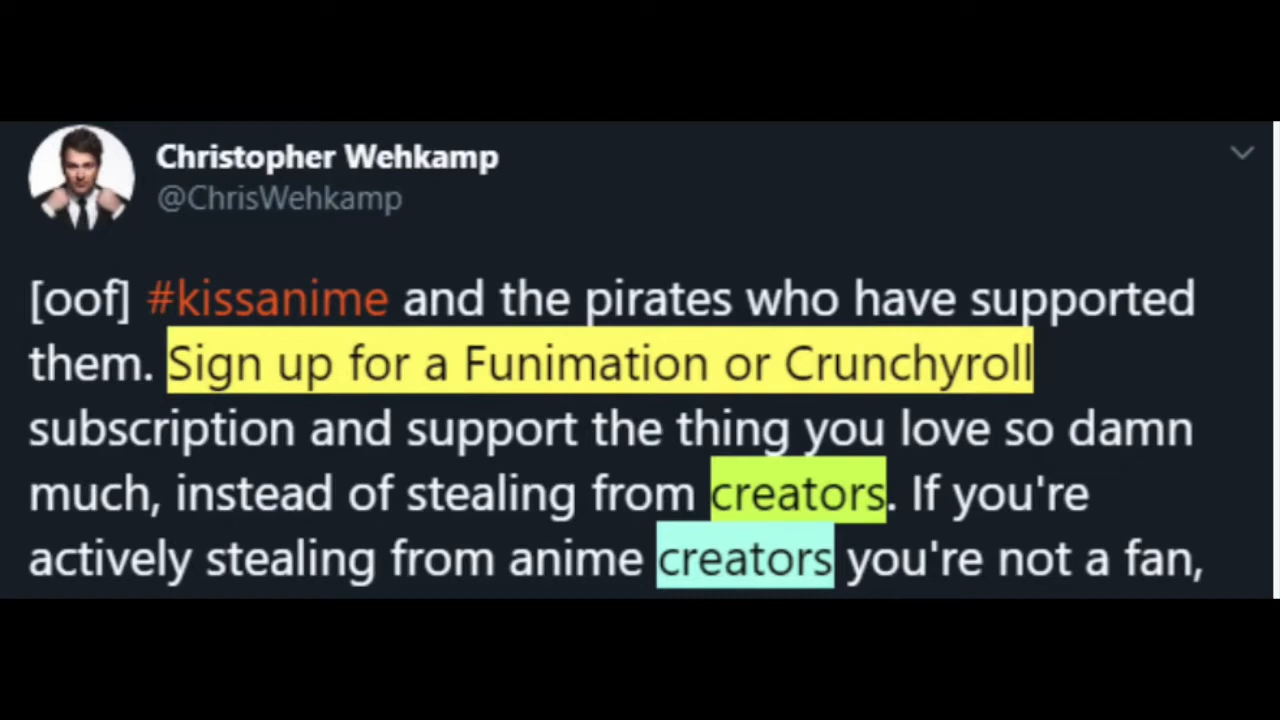 Christopher Wehkamp
@ChrisWehkamp
[oof] #kissanime and the pirates who have supported
them. Sign up for a Funimation or Crunchyroll
subscription and support the thing you love so damn
much, instead of stealing from creators. If you're
actively stealing from anime creators you're not a fan,